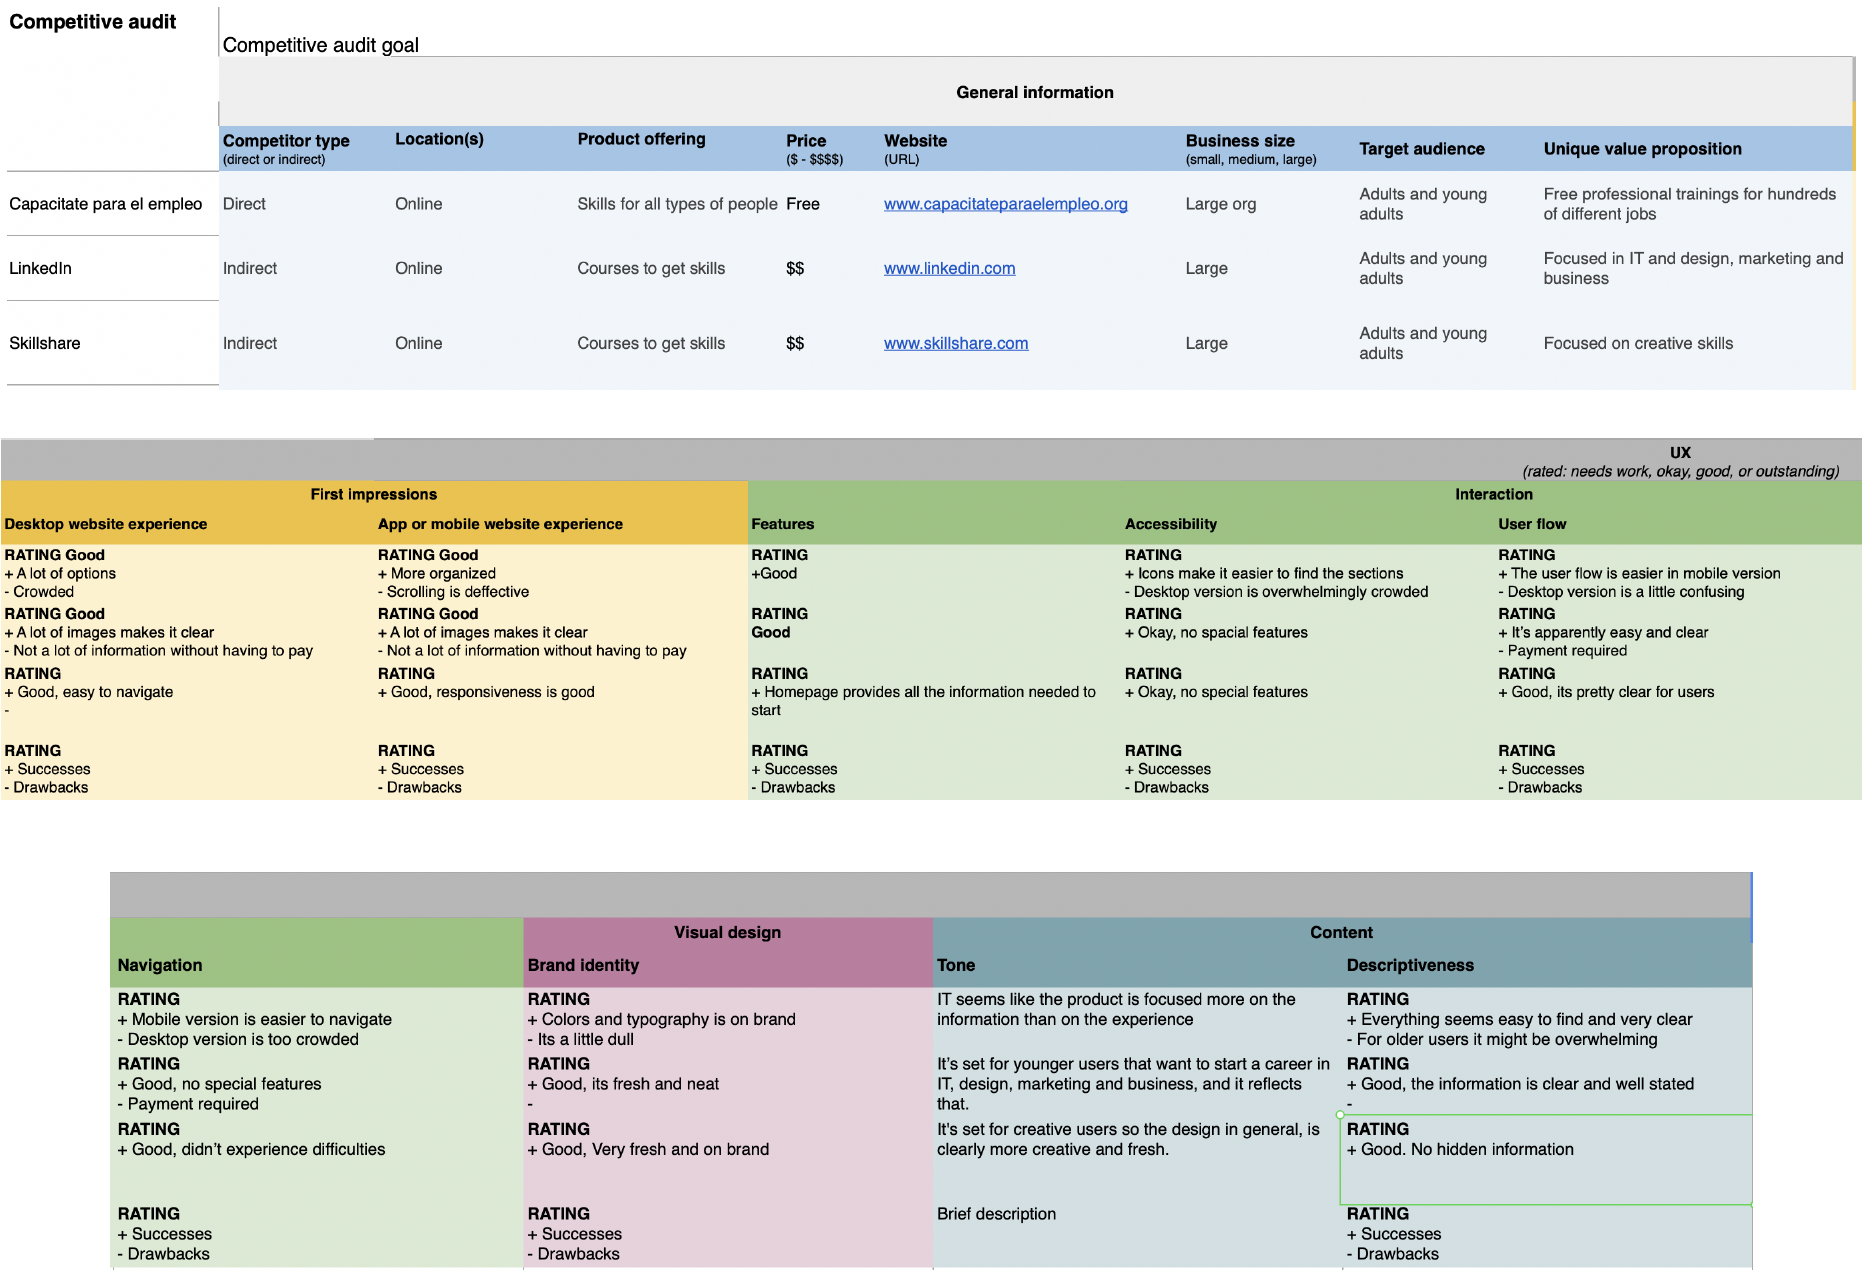 Competitive audit
Competitive audit goal
General information
Competitor type
(direct or indirect)
Location(s)
Product offering
Price
($ - $$$$)
Website
(URL)
Business size
(small, medium, large)
Target audience
Unique value proposition
Capacitate para el empleo
Direct
Online
Skills for all types of people
Free
www.capacitateparaelempleo.org
Large org
Adults and young
adults
Free professional trainings for hundreds
of different jobs
LinkedIn
Indirect
Online
Courses to get skills
$$
www.linkedin.com
Large
Adults and young
adults
Focused in IT and design, marketing and
business
Skillshare
Indirect
Online
Courses to get skills
$$
www.skillshare.com
Large
Adults and young
adults
Focused on creative skills
UX
(rated: needs work, okay, good, or outstanding)
First impressions
Interaction
Desktop website experience
App or mobile website experience
Features
Accessibility
User flow
RATING Good
+ A lot of options
- Crowded
RATING Good
+ More organized
- Scrolling is deffective
RATING
+Good
RATING
+ Icons make it easier to find the sections
- Desktop version is overwhelmingly crowded
RATING
+ The user flow is easier in mobile version
- Desktop version is a little confusing
RATING Good
+ A lot of images makes it clear
- Not a lot of information without having to pay
RATING Good
+ A lot of images makes it clear
- Not a lot of information without having to pay
RATING
Good
RATING
+ Okay, no spacial features
RATING
+ It's apparently easy and clear
- Payment required
RATING
+ Good, easy to navigate
-
RATING
+ Good, responsiveness is good
RATING
+ Homepage provides all the information needed to
start
RATING
+ Okay, no special features
RATING
+ Good, its pretty clear for users
RATING
+ Successes
- Drawbacks
RATING
+ Successes
- Drawbacks
RATING
+ Successes
- Drawbacks
RATING
+ Successes
- Drawbacks
RATING
+ Successes
- Drawbacks
Visual design
Content
Navigation
Brand identity
Tone
Descriptiveness
RATING
+ Mobile version is easier to navigate
- Desktop version is too crowded
RATING
+ Colors and typography is on brand
- Its a little dull
IT seems like the product is focused more on the
information than on the experience
RATING
+ Everything seems easy to find and very clear
- For older users it might be overwhelming
RATING
+ Good, no special features
- Payment required
RATING
+ Good, its fresh and neat
-
It's set for younger users that want to start a career in
IT, design, marketing and business, and it reflects
that.
RATING
+ Good, the information is clear and well stated
-
RATING
+ Good, didn't experience difficulties
RATING
+ Good, Very fresh and on brand
It's set for creative users so the design in general, is
clearly more creative and fresh.
RATING
+ Good. No hidden information
RATING
+ Successes
- Drawbacks
RATING
+ Successes
- Drawbacks
Brief description
RATING
+ Successes
- Drawbacks